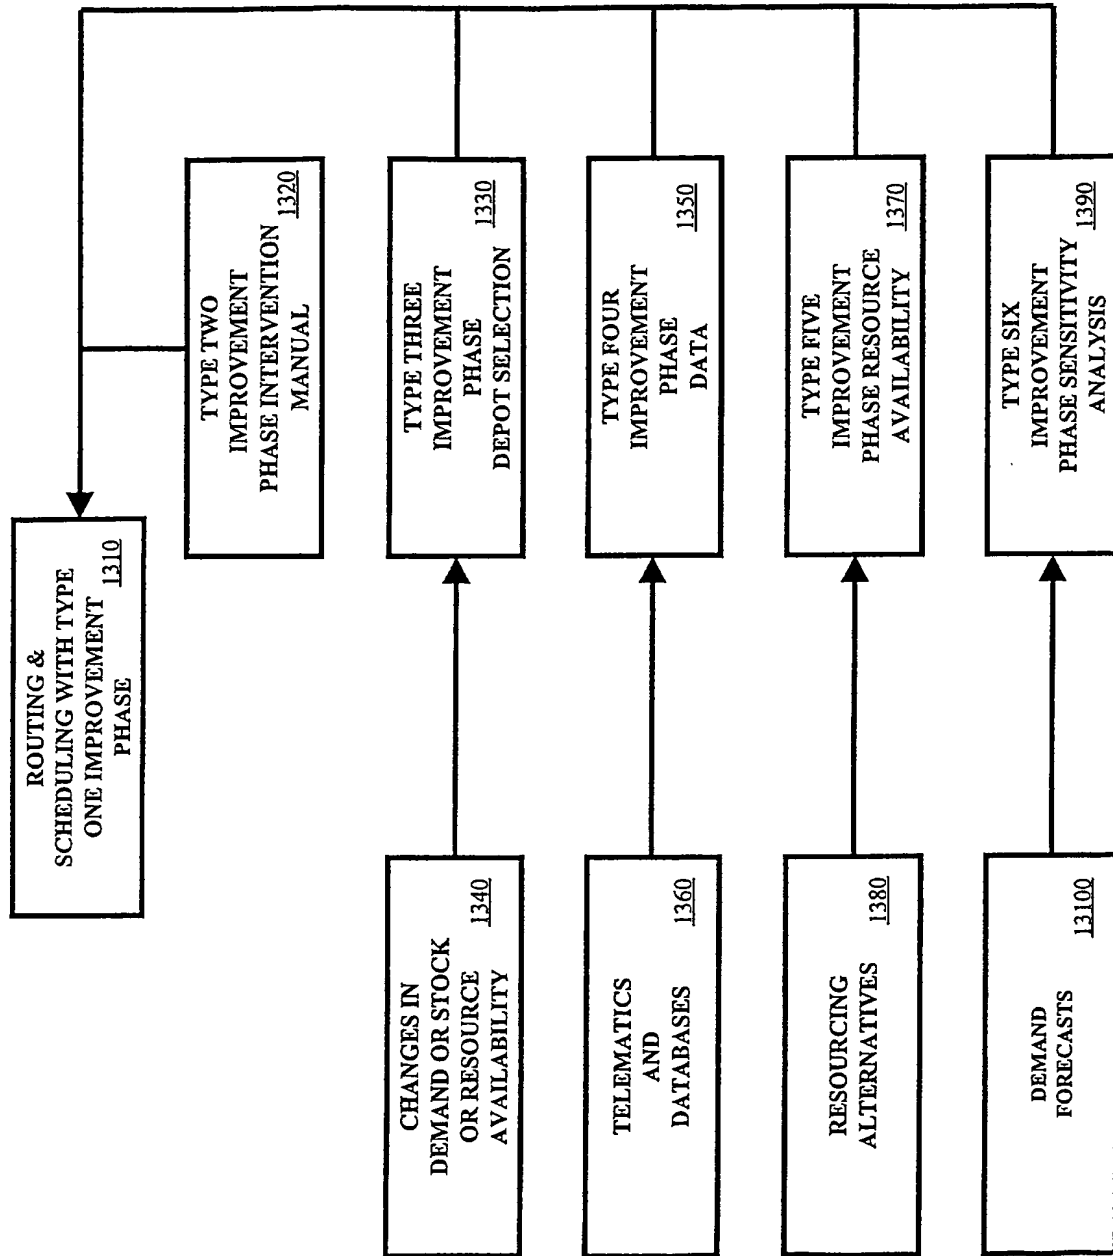 ROUTING &
SCHEDULING WITH TYPE
ONE IMPROVEMENT
PHASE
1310
TYPE TWO
IMPROVEMENT
PHASE INTERVENTION
MANUAL
1320
CHANGES IN
DEMAND OR STOCK
OR RESOURCE
AVAILABILITY
1340
TYPE THREE
IMPROVEMENT
PHASE
DEPOT SELECTION
1330
TELEMATICS
AND
DATABASES
1360
TYPE FOUR
IMPROVEMENT
PHASE
DATA
1350
RESOURCING
ALTERNATIVES
1380
TYPE FIVE
IMPROVEMENT
PHASE RESOURCE
AVAILABILITY
1370
DEMAND
FORECASTS
13100
TYPE SIX
IMPROVEMENT
PHASE SENSITIVITY
ANALYSIS
1390